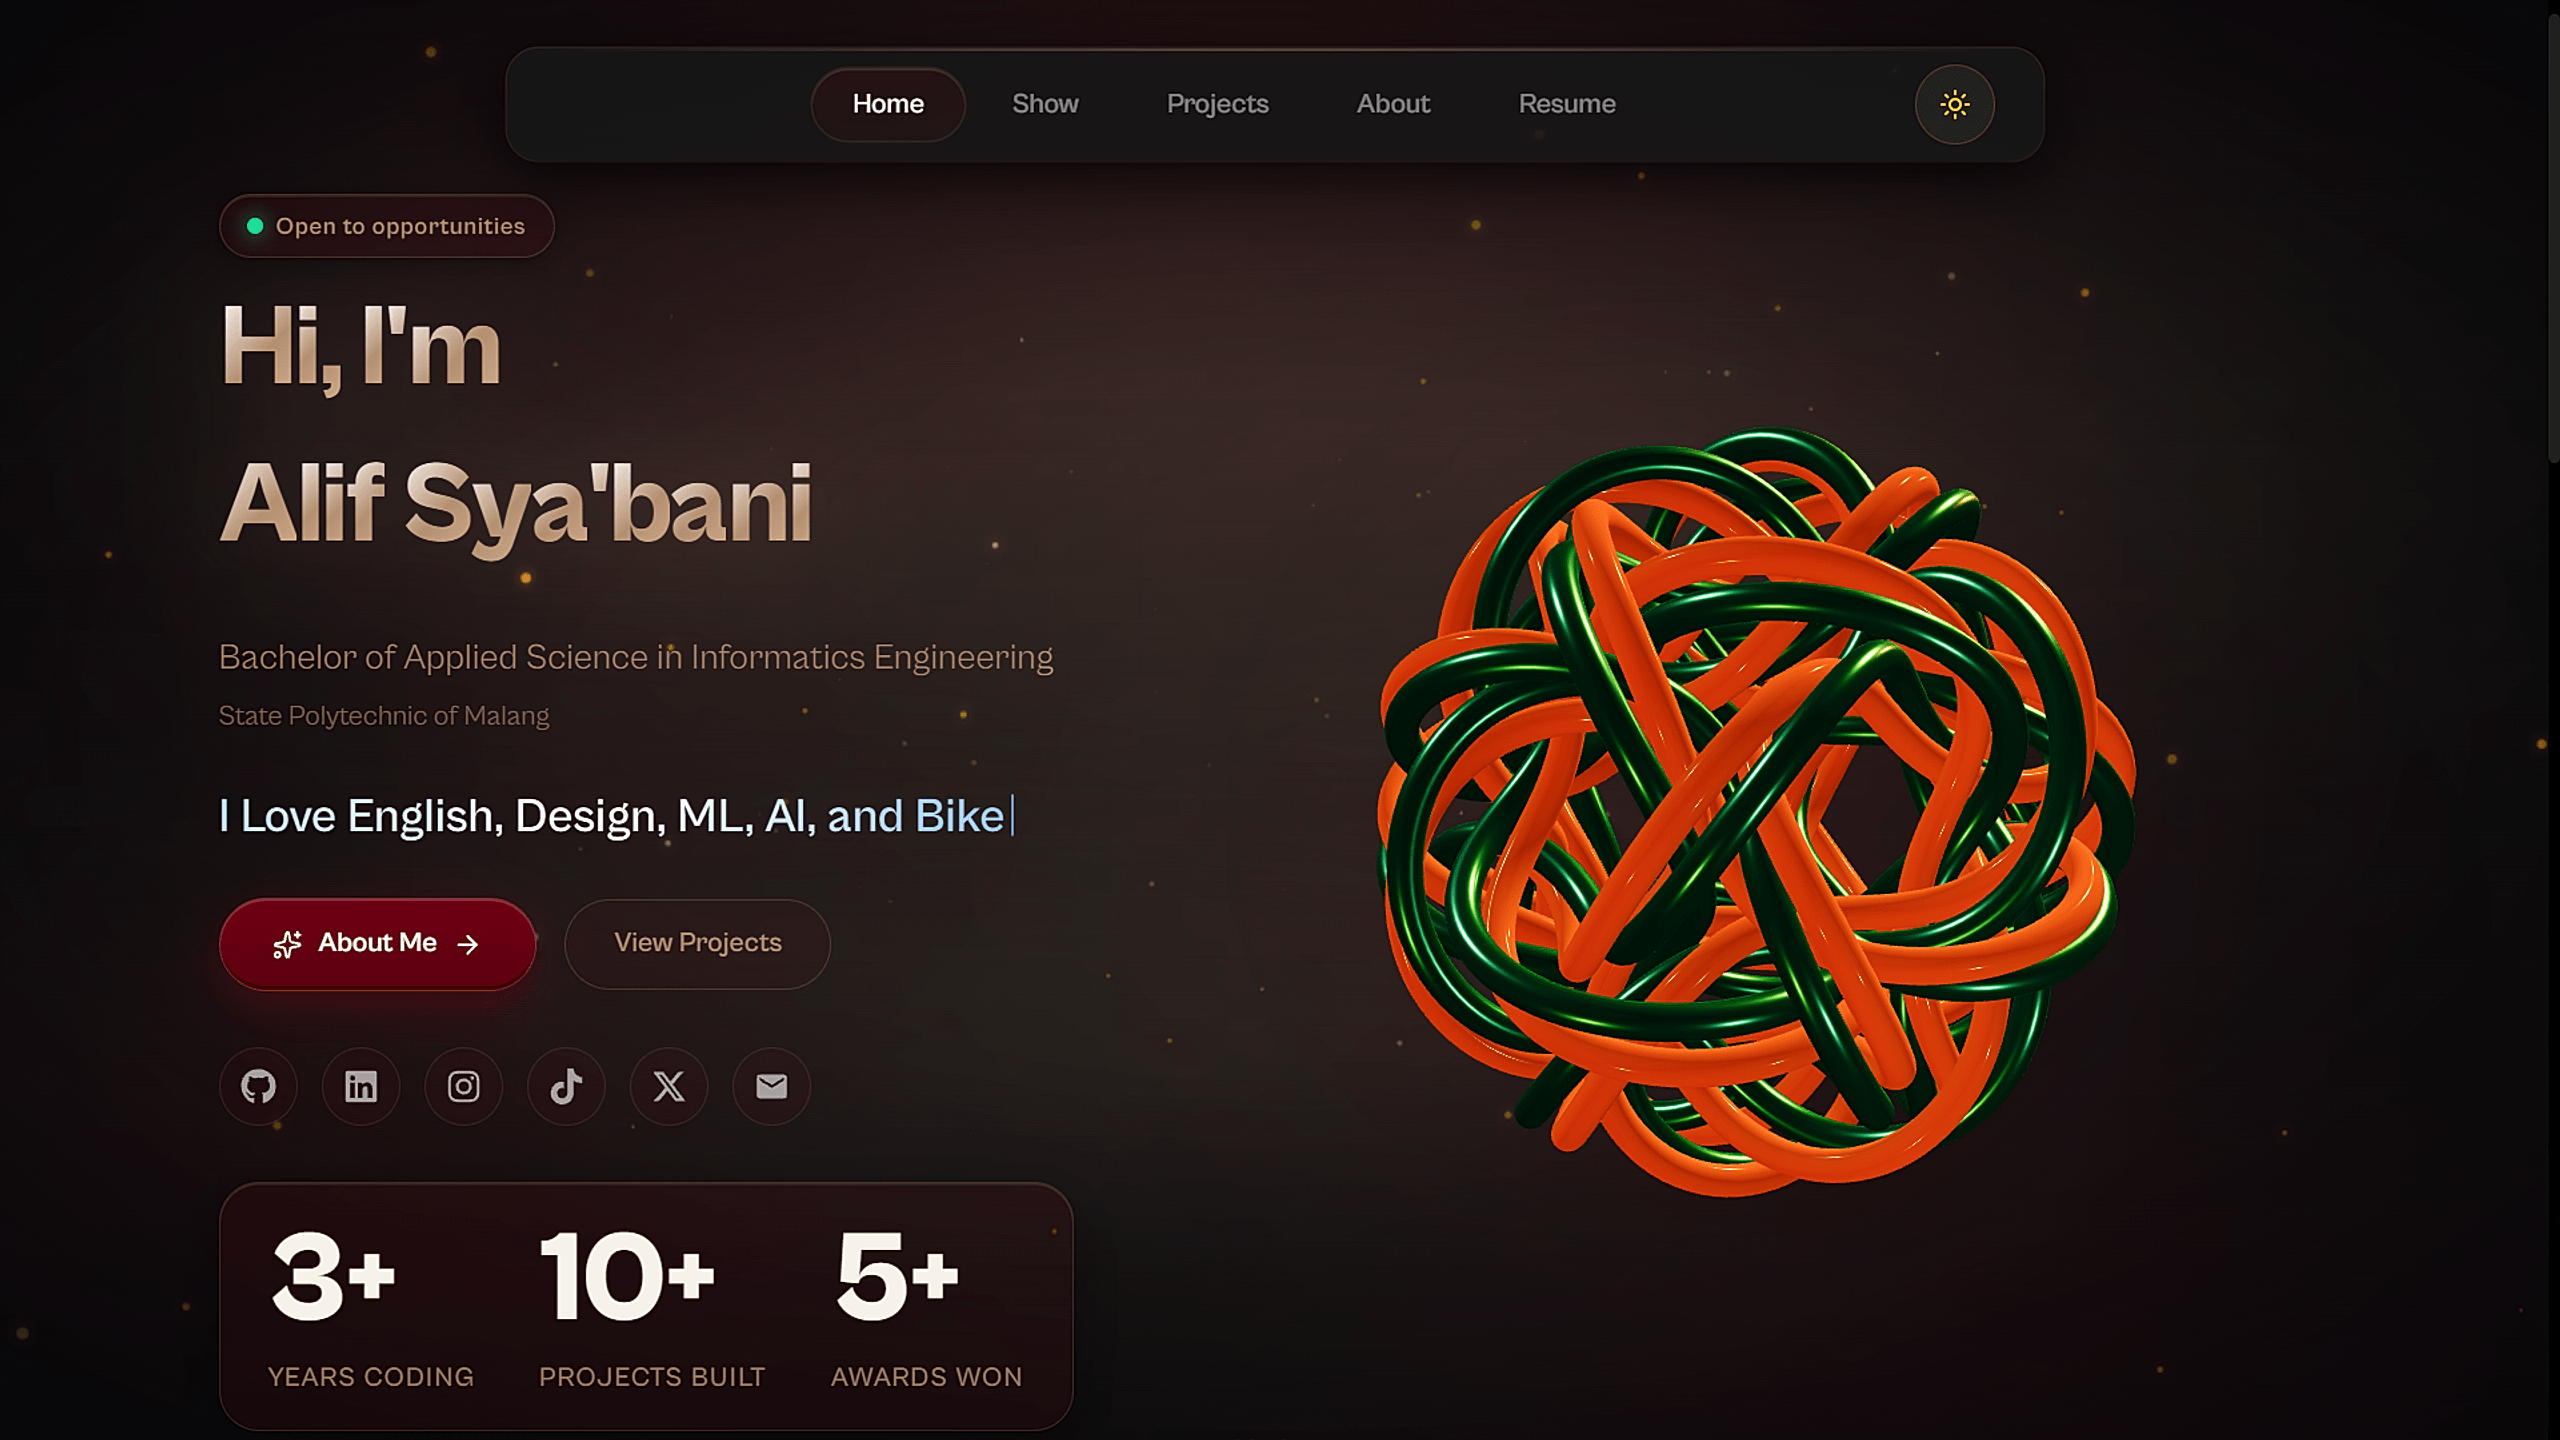 Home
Show
Projects
About
Resume
Open to opportunities
Hi, I'm
Alif Sya'bani
Bachelor of Applied Science in Informatics Engineering
State Polytechnic of Malang
I Love English, Design, ML, AI, and Bike
About Me
View Projects
3+
10+
5+
YEARS CODING
PROJECTS BUILT
AWARDS WON